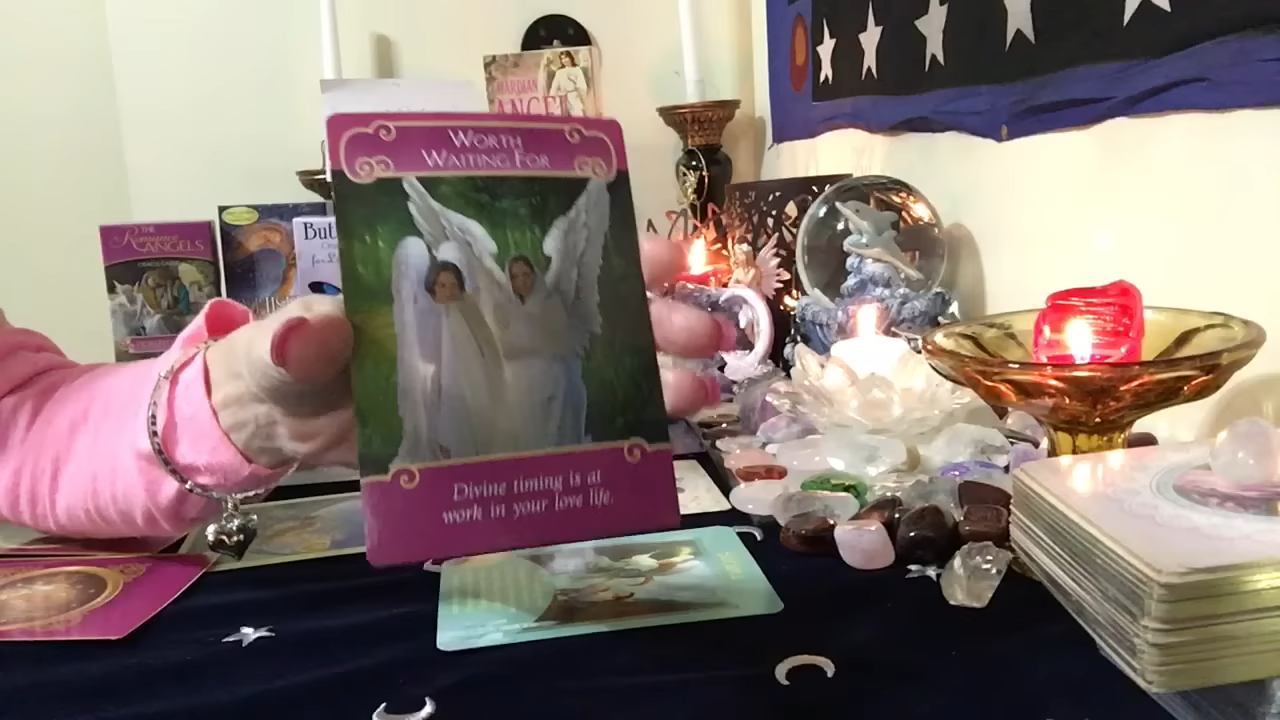 WORTH
WAITING FOR
Divine timing is at
work in your love life.
THE
Romance
ANGELS
ORACLE CARDS
ANGEL
But